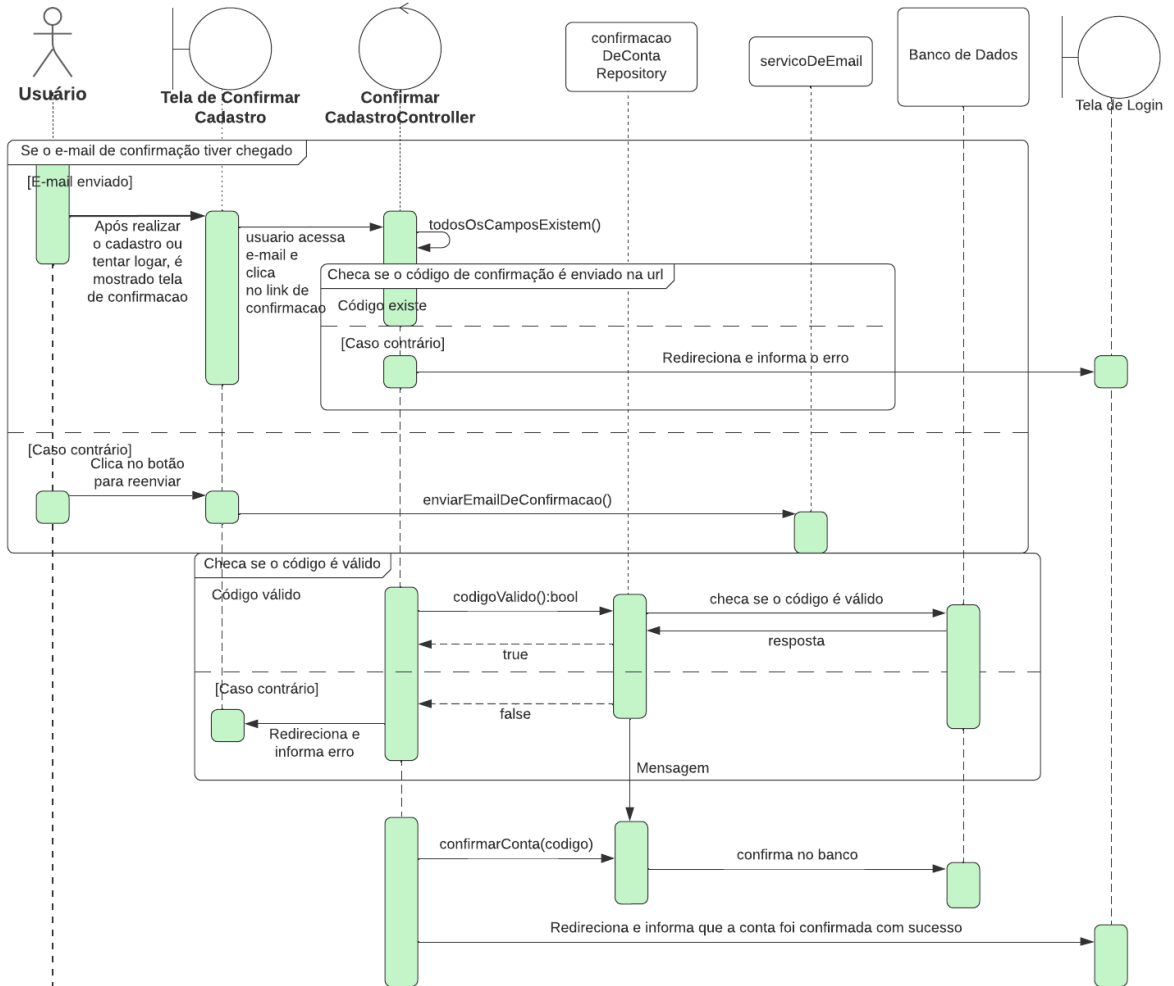 confirmacao
DeConta
Repository
servicoDeEmail
Banco de Dados
Usuário
Tela de Confirmar
Cadastro
Confirmar
CadastroController
Tela de Login
Se o e-mail de confirmação tiver chegado
[E-mail enviado]
Após realizar
o cadastro ou
tentar logar, é
mostrado tela
de confirmacao
usuario acessa
e-mail e
clica
no link de
confirmacao
todosOsCamposExistem()
Checa se o código de confirmação é enviado na url
Código existe
[Caso contrário]
Redireciona e informa o erro
[Caso contrário]
Clica no botão
para reenviar
enviarEmailDeConfirmacao()
Checa se o código é válido
Código válido
codigoValido():bool
checa se o código é válido
resposta
true
[Caso contrário]
false
Redireciona e
informa erro
Mensagem
confirmarConta(codigo)
confirma no banco
Redireciona e informa que a conta foi confirmada com sucesso